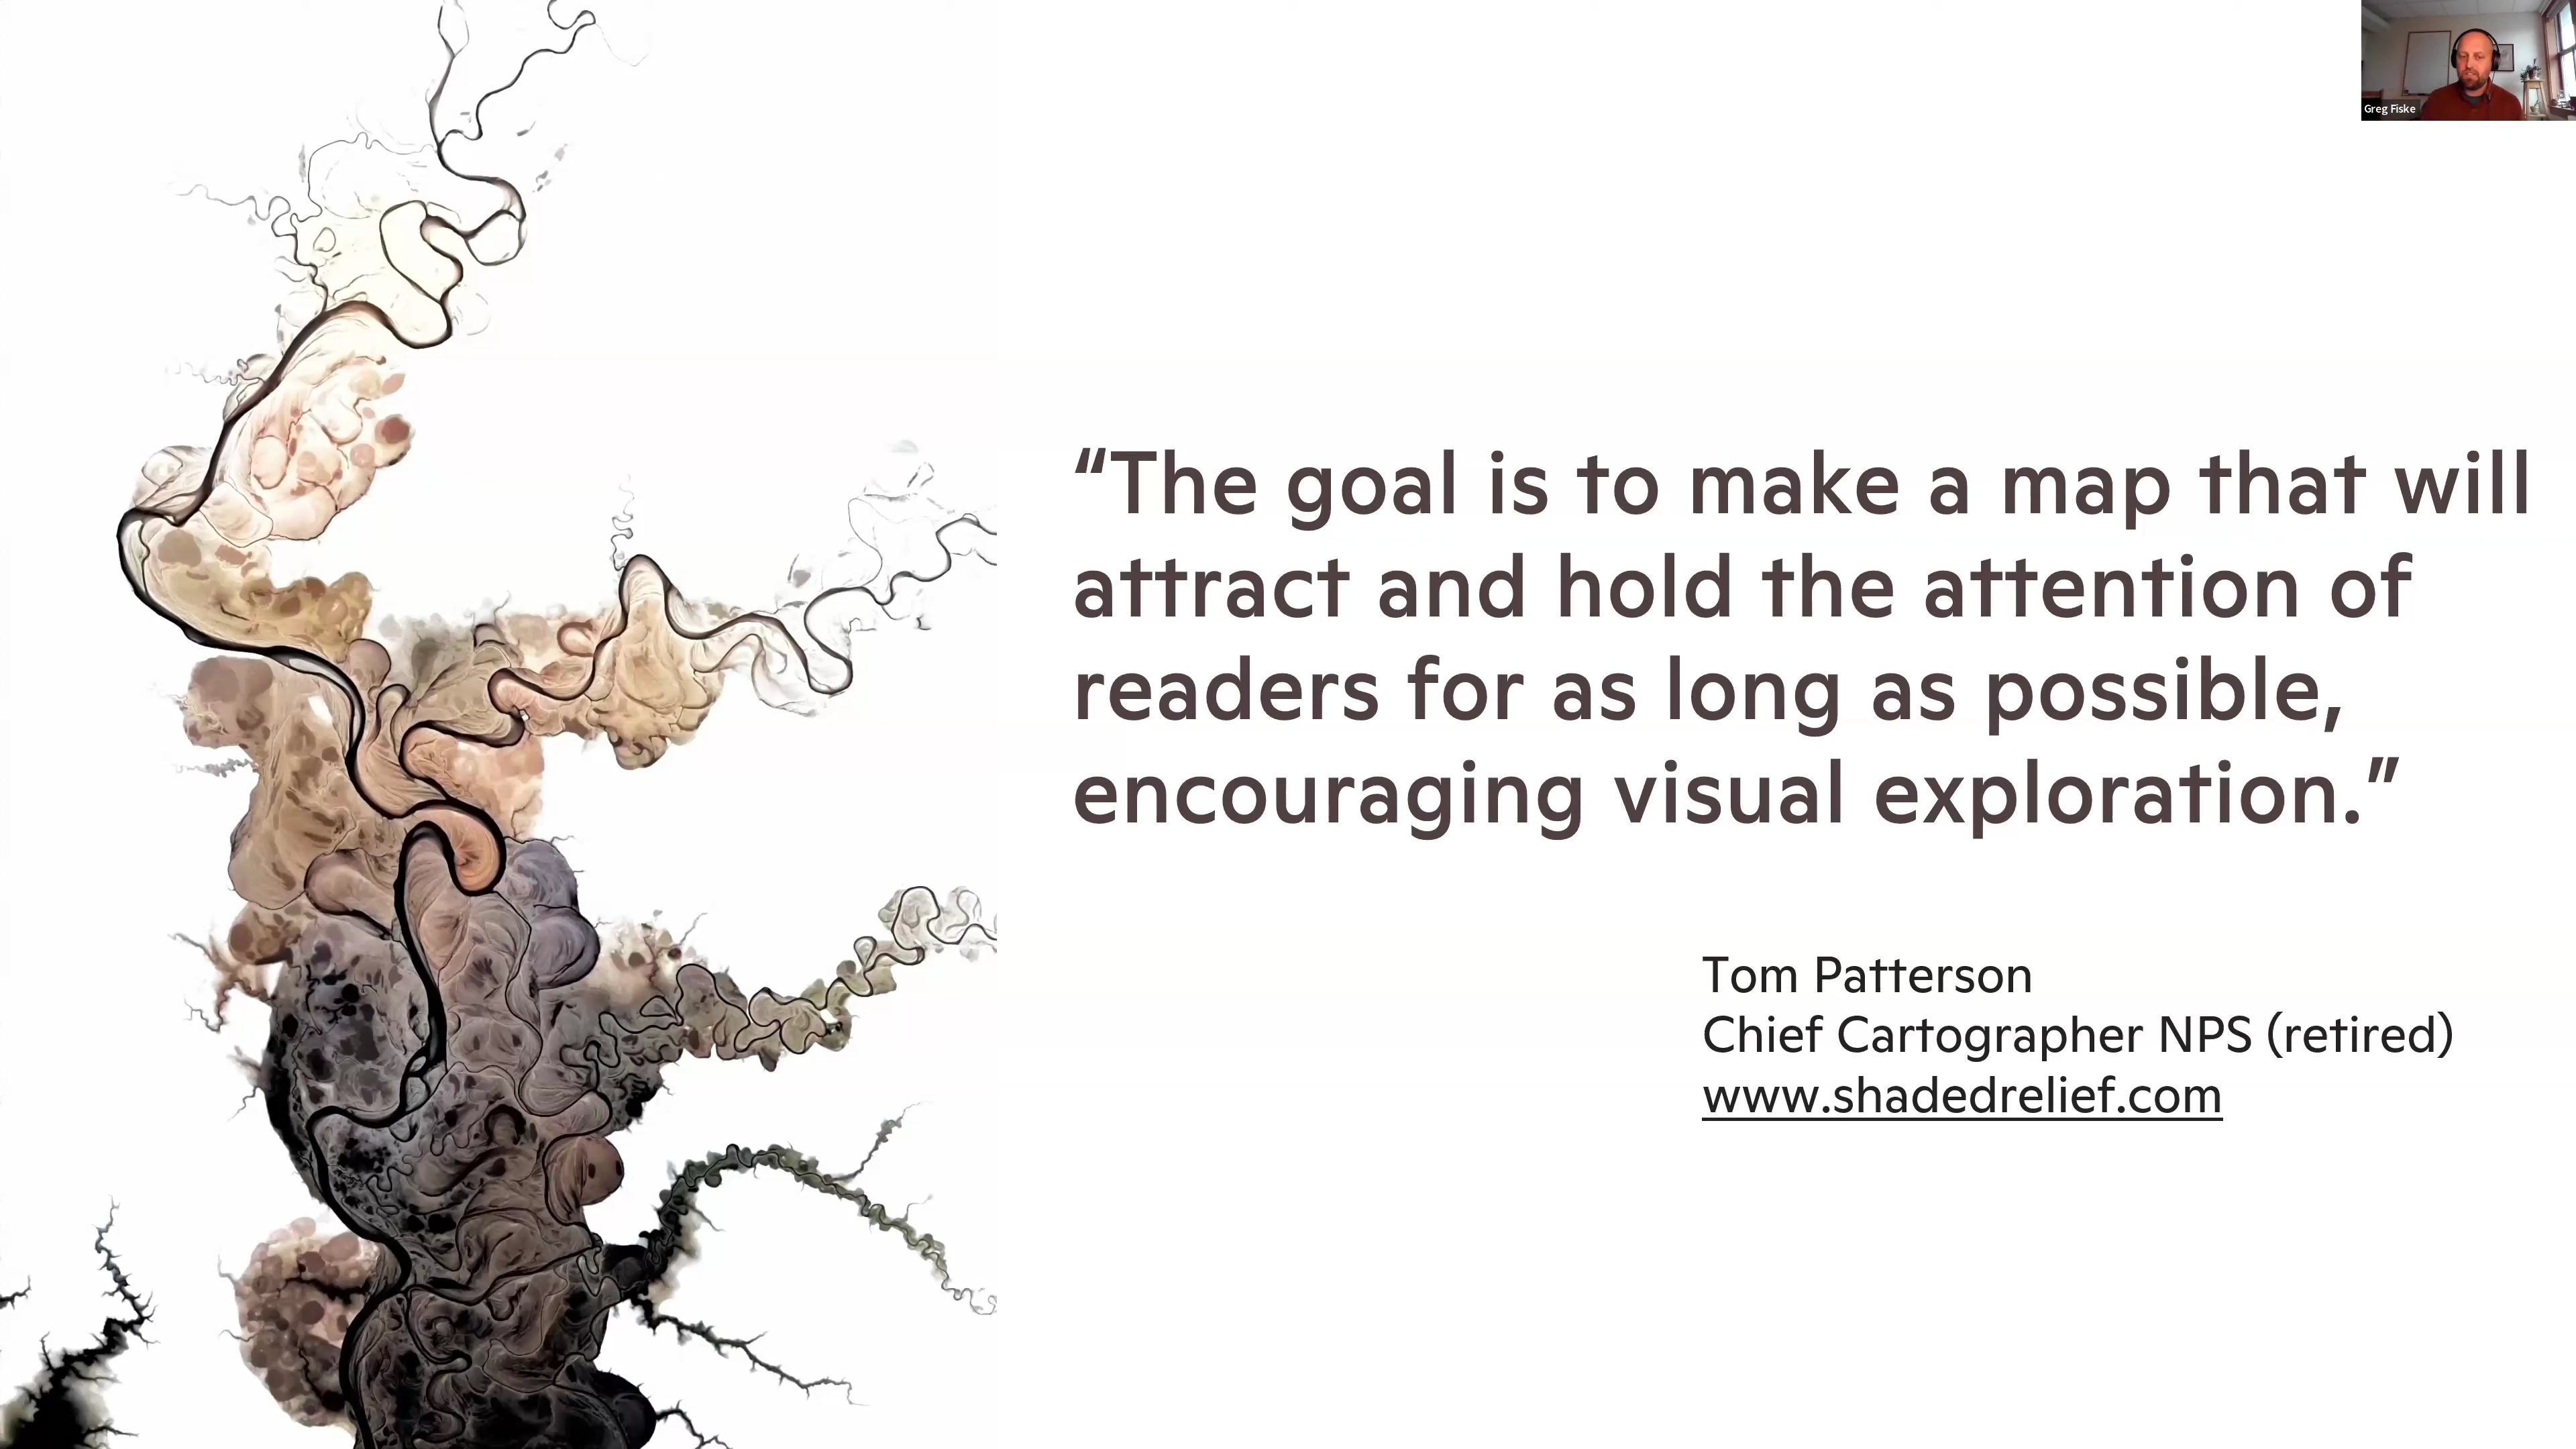 Greg Fiske
“The goal is to make a map that will
attract and hold the attention of
readers for as long as possible,
encouraging visual exploration.”
Tom Patterson
Chief Cartographer NPS (retired)
www.shadedrelief.com